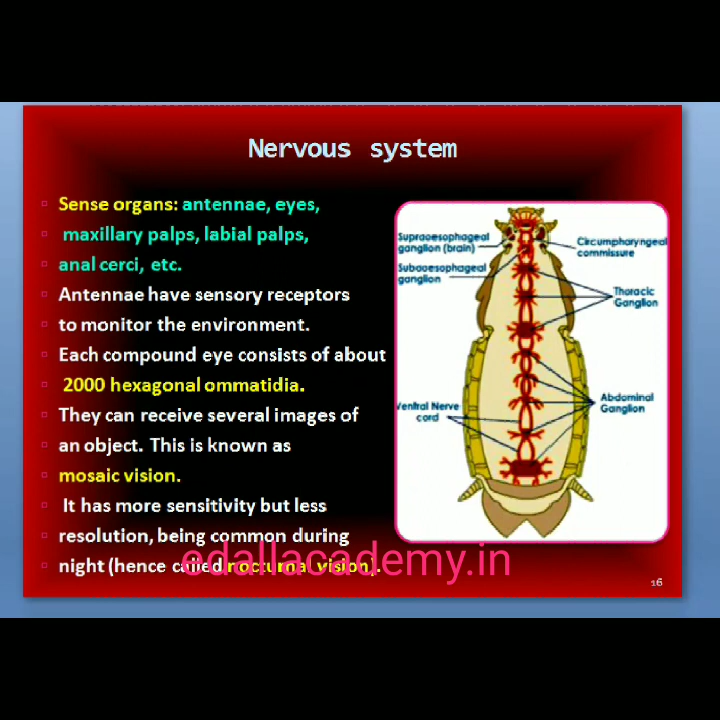 Nervous system
Sense organs: antennae, eyes,
maxillary palps, labial palps,
anal cerci, etc.
Antennae have sensory receptors
to monitor the environment.
Each compound eye consists of about
2000 hexagonal ommatidia.
They can receive several images of
an object. This is known as
mosaic vision.
It has more sensitivity but less
resolution, being common during
night (hence called nocturnal vision).
edallacademy.in
Supraoesophageal
ganglion (brain)
Suboaesophageal
ganglion
Circumpharyngeal
commissure
Thoracic
Ganglion
Ventral Nerve
cord
Abdominal
Ganglion
16